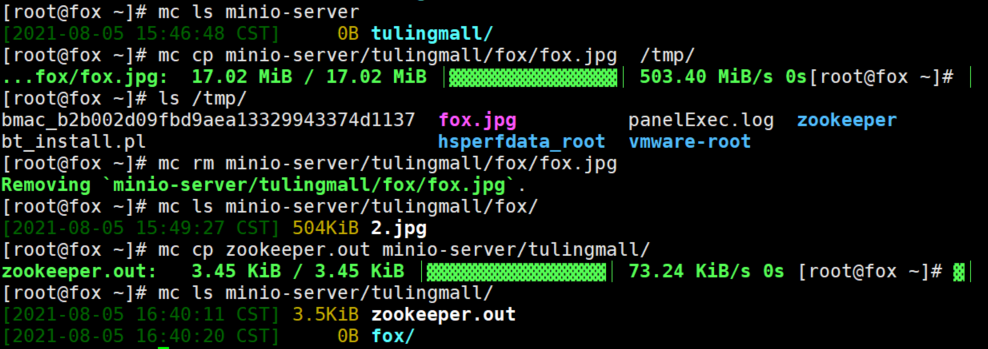 [root@fox ~]# mc ls minio-server
[2021-08-05 15:46:48 CST]     0B tulingmall/
[root@fox ~]# mc cp minio-server/tulingmall/fox/fox.jpg  /tmp/
...fox/fox.jpg:  17.02 MiB / 17.02 MiB | 503.40 MiB/s 0s[root@fox ~]#
[root@fox ~]# ls /tmp/
bmac_b2b002d09fbd9aea13329943374d1137  fox.jpg          panelExec.log  zookeeper
bt_install.pl                          hsperfdata_root  vmware-root
[root@fox ~]# mc rm minio-server/tulingmall/fox/fox.jpg
Removing `minio-server/tulingmall/fox/fox.jpg`.
[root@fox ~]# mc ls minio-server/tulingmall/fox/
[2021-08-05 15:49:27 CST] 504KiB 2.jpg
[root@fox ~]# mc cp zookeeper.out minio-server/tulingmall/
zookeeper.out:   3.45 KiB / 3.45 KiB | 73.24 KiB/s 0s [root@fox ~]#
[root@fox ~]# mc ls minio-server/tulingmall/
[2021-08-05 16:40:11 CST] 3.5KiB zookeeper.out
[2021-08-05 16:40:20 CST]     0B fox/